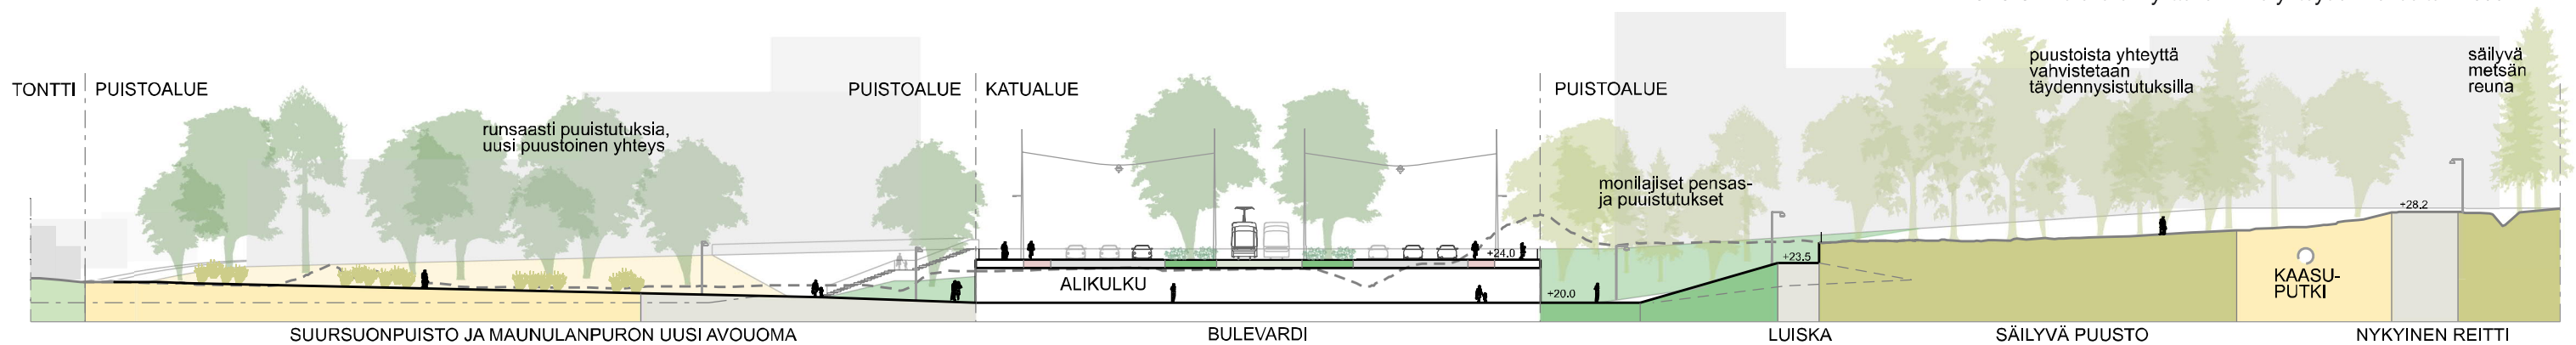 TONTTI
PUISTOALUE
runsaasti puuistutuksia,
uusi puustoinen yhteys
PUISTOALUE
KATUALUE
PUISTOALUE
monilajiset pensas-
ja puuistutukset
puustoista yhteyttä
vahvistetaan
täydennysistutuksilla
säilyvä
metsän
reuna
+28.2
+24.0
+23.5
+20.0
ALIKULKU
KAASU-
PUTKI
SUURSUONPUISTO JA MAUNULANPURON UUSI AVOUOMA
BULEVARDI
LUISKA
SÄILYVÄ PUUSTO
NYKYINEN REITTI